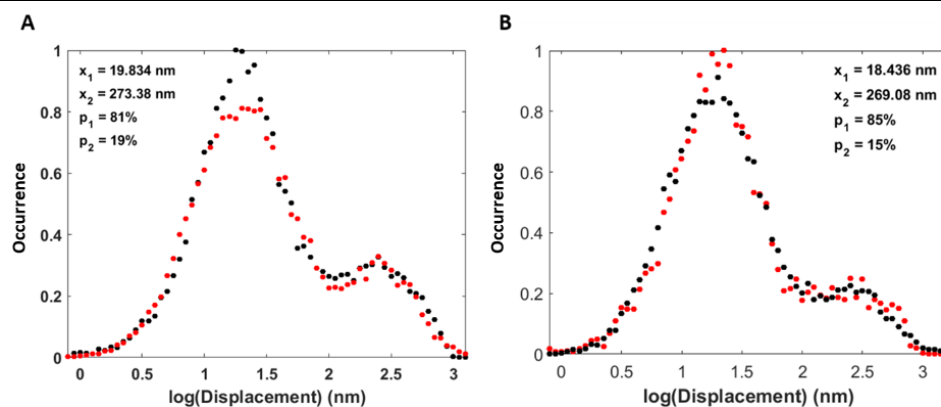 A
x1 = 19.834 nm
x2 = 273.38 nm
p1 = 81%
p2 = 19%
Occurrence
1
0.8
0.6
0.4
0.2
0
0 0.5 1 1.5 2 2.5 3
log(Displacement) (nm)
B
x1 = 18.436 nm
x2 = 269.08 nm
p1 = 85%
p2 = 15%
Occurrence
1
0.8
0.6
0.4
0.2
0
0 0.5 1 1.5 2 2.5 3
log(Displacement) (nm)